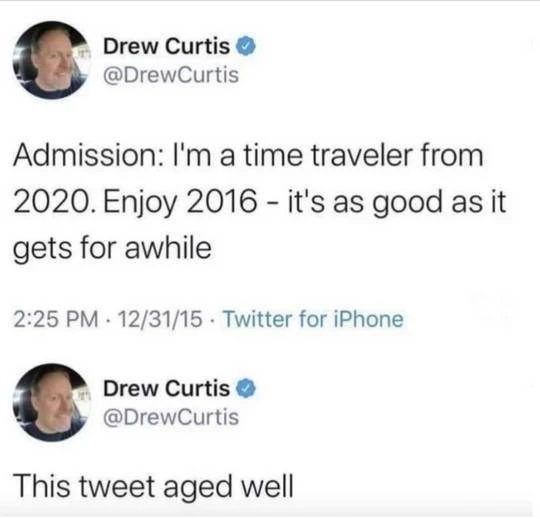 Drew Curtis
@DrewCurtis
Admission: I'm a time traveler from
2020. Enjoy 2016 - it's as good as it
gets for awhile
2:25 PM · 12/31/15 · Twitter for iPhone
Drew Curtis
@DrewCurtis
This tweet aged well